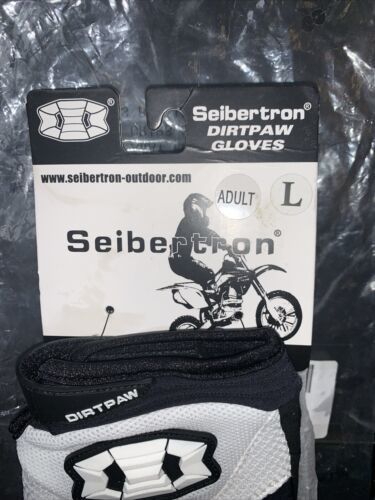 ®
Seibertron®
DIRTPAW
GLOVES
www.seibertron-outdoor.com
ADULT
L
Seibertron®
DIRTPAW